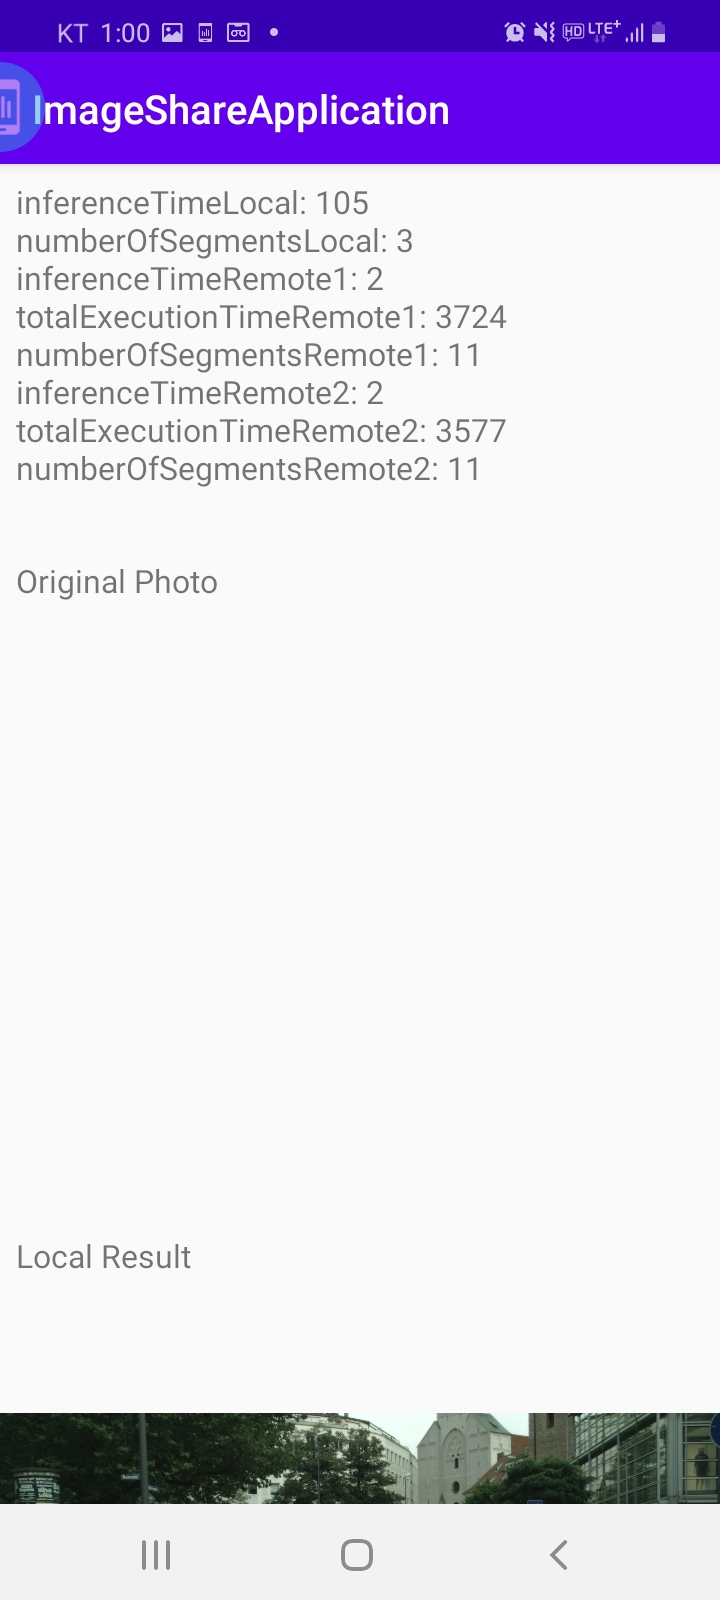 KT 1:00
HD LTE+
ImageShareApplication
inferenceTimeLocal: 105
numberOfSegmentsLocal: 3
inferenceTimeRemote1: 2
totalExecutionTimeRemote1: 3724
numberOfSegmentsRemote1: 11
inferenceTimeRemote2: 2
totalExecutionTimeRemote2: 3577
numberOfSegmentsRemote2: 11
Original Photo
Local Result